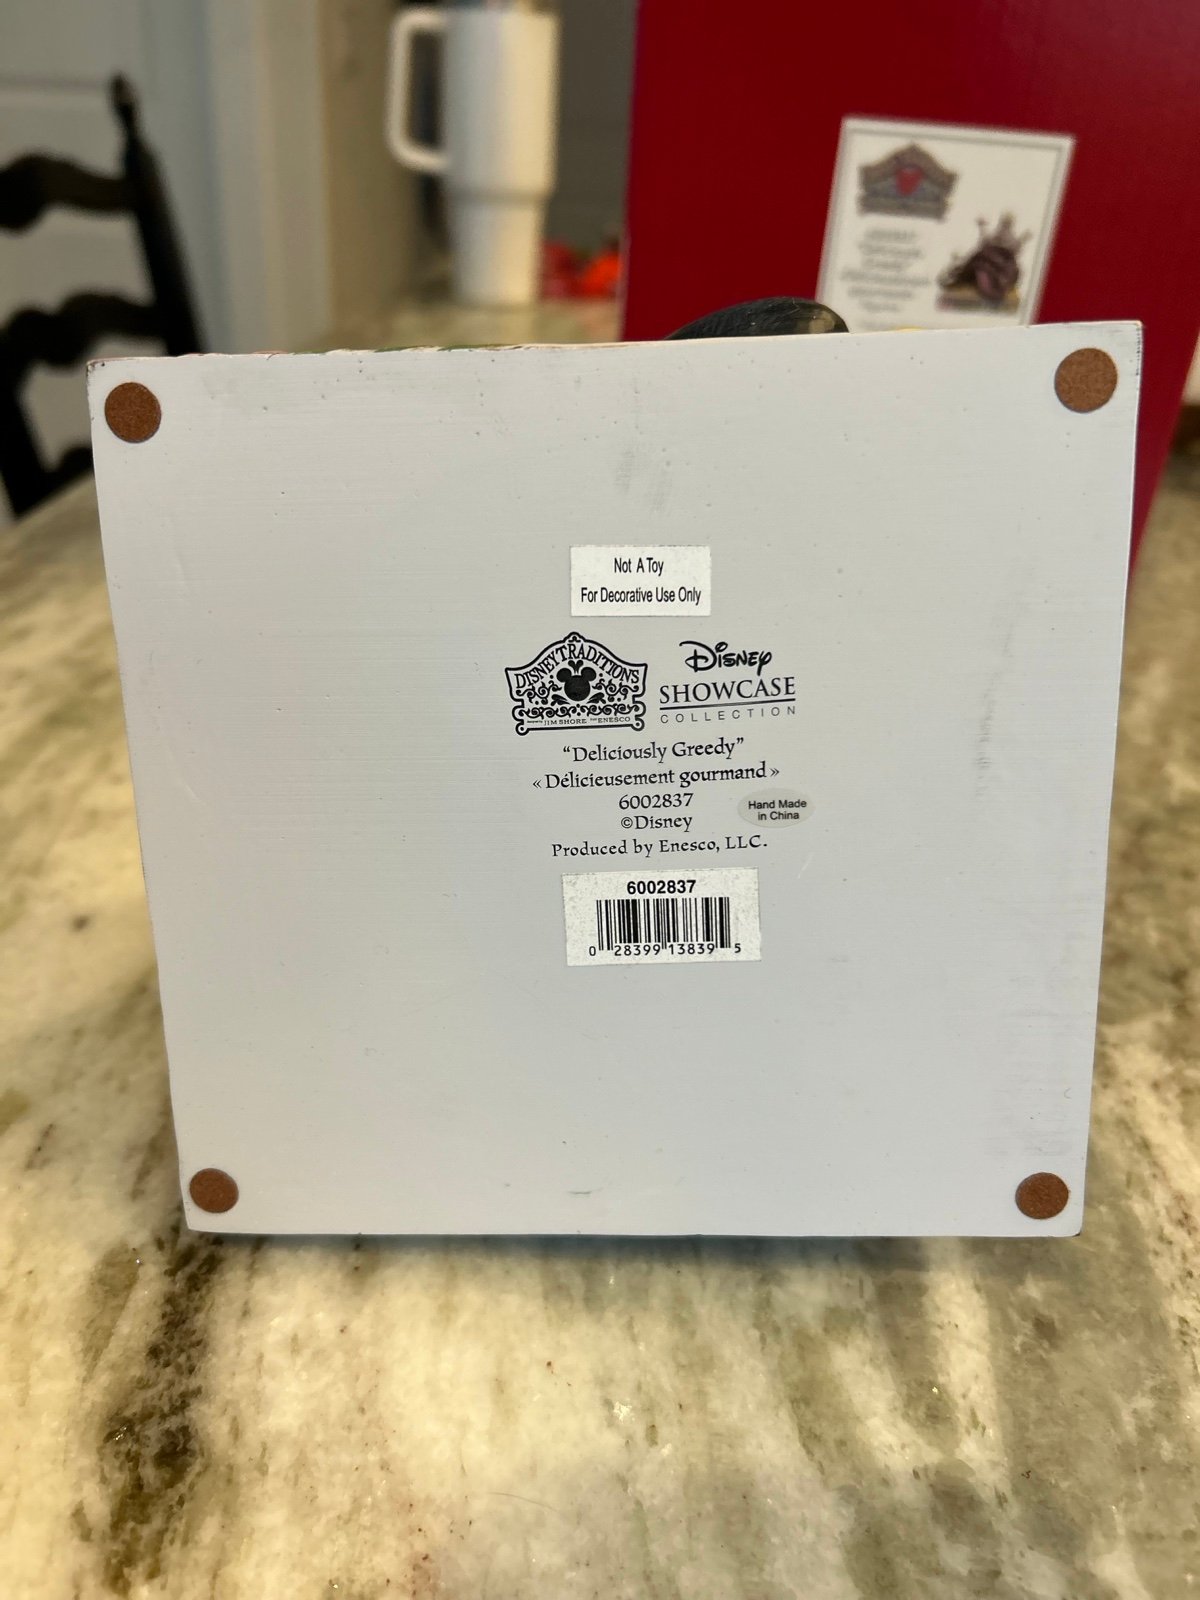 Not A Toy
For Decorative Use Only
DISNEY TRADITIONS
JIM SHORE ENESCO
Disney
SHOWCASE
COLLECTION
“Deliciously Greedy”
« Délicieusement gourmand »
6002837
©Disney
Produced by Enesco, LLC.
Hand Made
in China
6002837
0 28399 13839 5